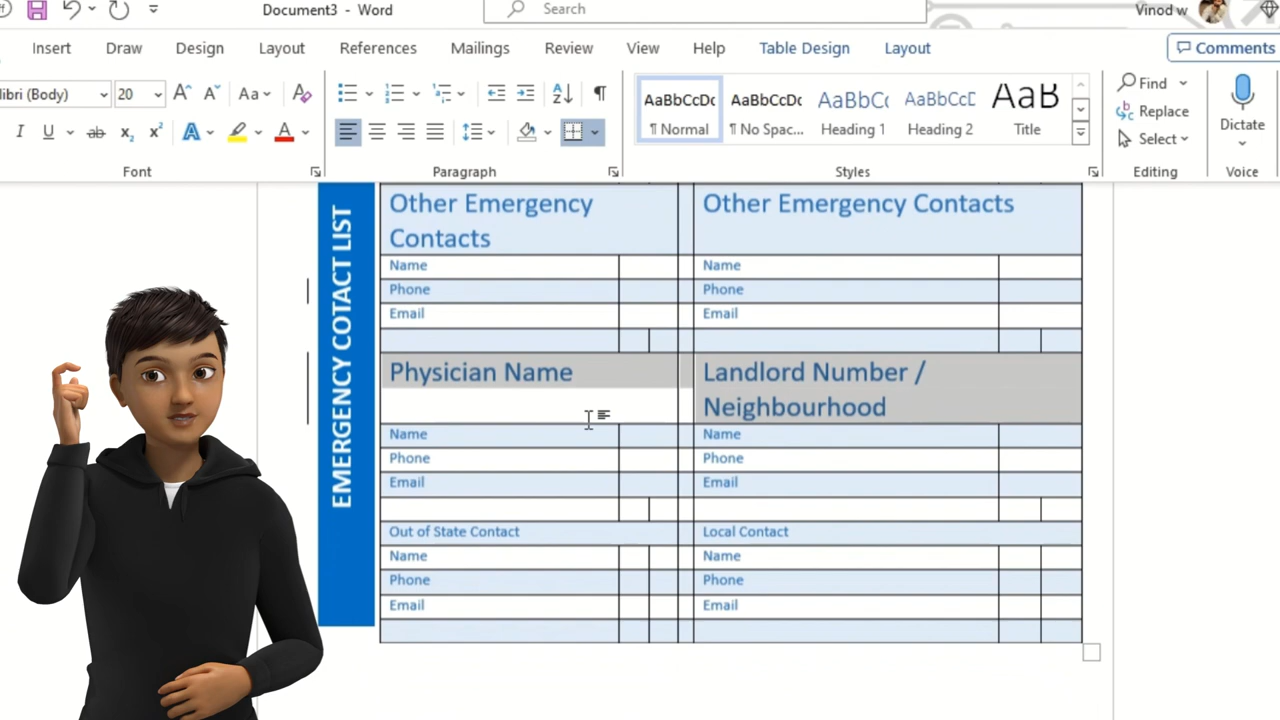 Document3 - Word
Search
Vinod w
Insert
Draw
Design
Layout
References
Mailings
Review
View
Help
Table Design
Layout
Comments
libri (Body)
20
Aa
Font
Paragraph
AaBbCcDc
¶ Normal
AaBbCcDc
¶ No Spac...
AaBbCc
Heading 1
AaBbCcD
Heading 2
AaB
Title
Styles
Find
Replace
Select
Editing
Dictate
Voice
EMERGENCY COTACT LIST
Other Emergency
Contacts
Other Emergency Contacts
Name
Name
Phone
Phone
Email
Email
Physician Name
Landlord Number /
Neighbourhood
Name
Name
Phone
Phone
Email
Email
Out of State Contact
Local Contact
Name
Name
Phone
Phone
Email
Email